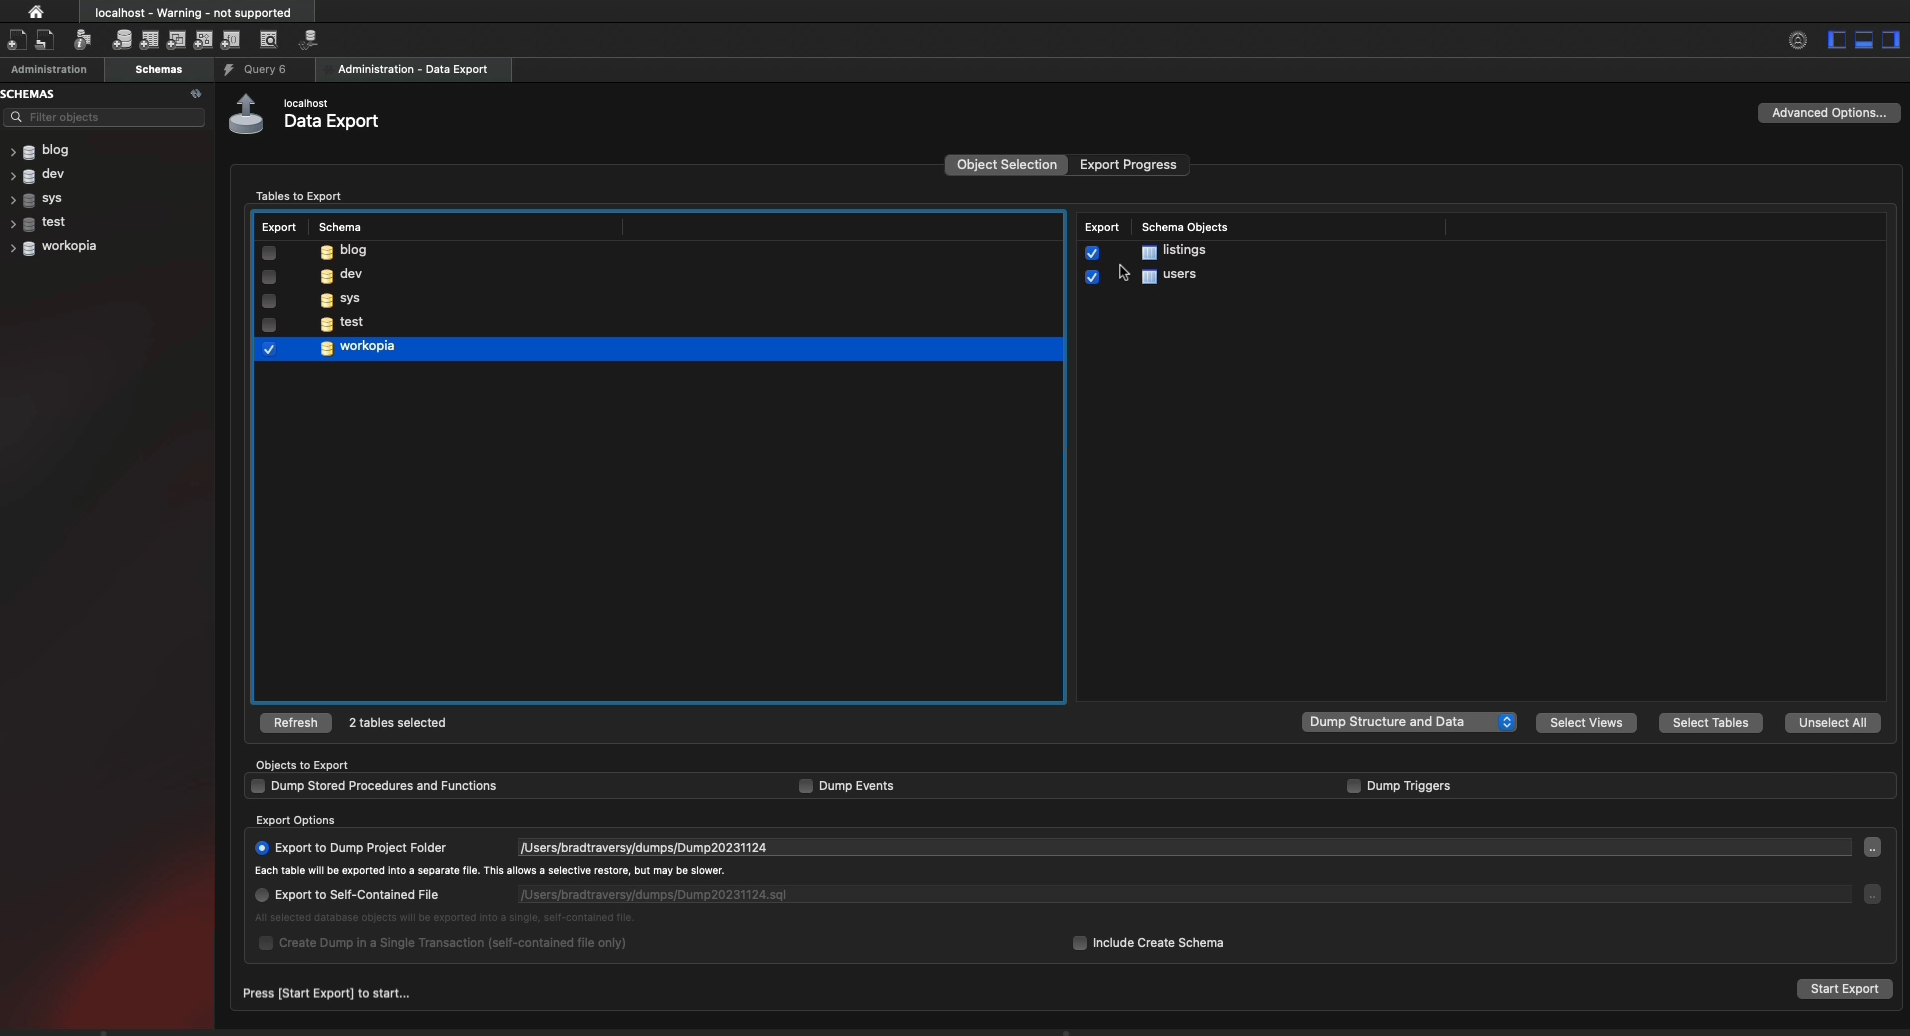 localhost - Warning - not supported
Administration
Schemas
Query 6
Administration - Data Export
SCHEMAS
Filter objects
blog
dev
sys
test
workopia
localhost
Data Export
Advanced Options...
Object Selection
Export Progress
Tables to Export
Export Schema
blog
dev
sys
test
workopia
Export Schema Objects
listings
users
Refresh
2 tables selected
Dump Structure and Data
Select Views
Select Tables
Unselect All
Objects to Export
Dump Stored Procedures and Functions
Dump Events
Dump Triggers
Export Options
Export to Dump Project Folder
/Users/bradtraversy/dumps/Dump20231124
..
Each table will be exported into a separate file. This allows a selective restore, but may be slower.
Export to Self-Contained File
/Users/bradtraversy/dumps/Dump20231124.sql
..
All selected database objects will be exported into a single, self-contained file.
Create Dump in a Single Transaction (self-contained file only)
Include Create Schema
Press [Start Export] to start...
Start Export